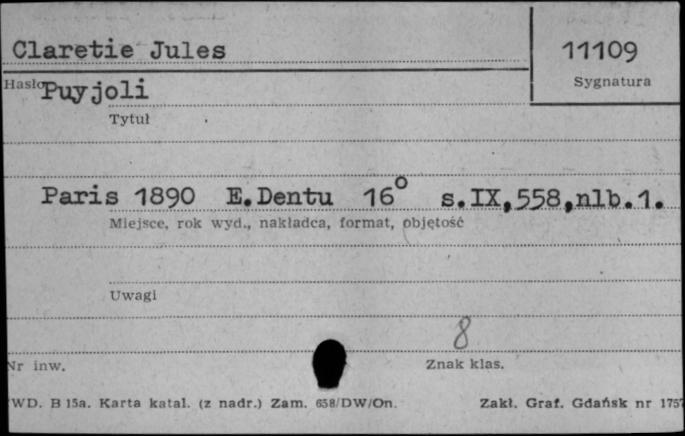 Claretie Jules
11109
Hasło
Sygnatura
Puyjoli
Tytuł
Paris 1890 E.Dentu 16° s.IX,558,nlb.1.
Miejsce, rok wyd., nakładca, format, objętość
Uwagi
8
Nr inw.
Znak klas.
WD. B 15a. Karta katal. (z nadr.) Zam. 658/DW/On.
Zakł. Graf. Gdańsk nr 1757